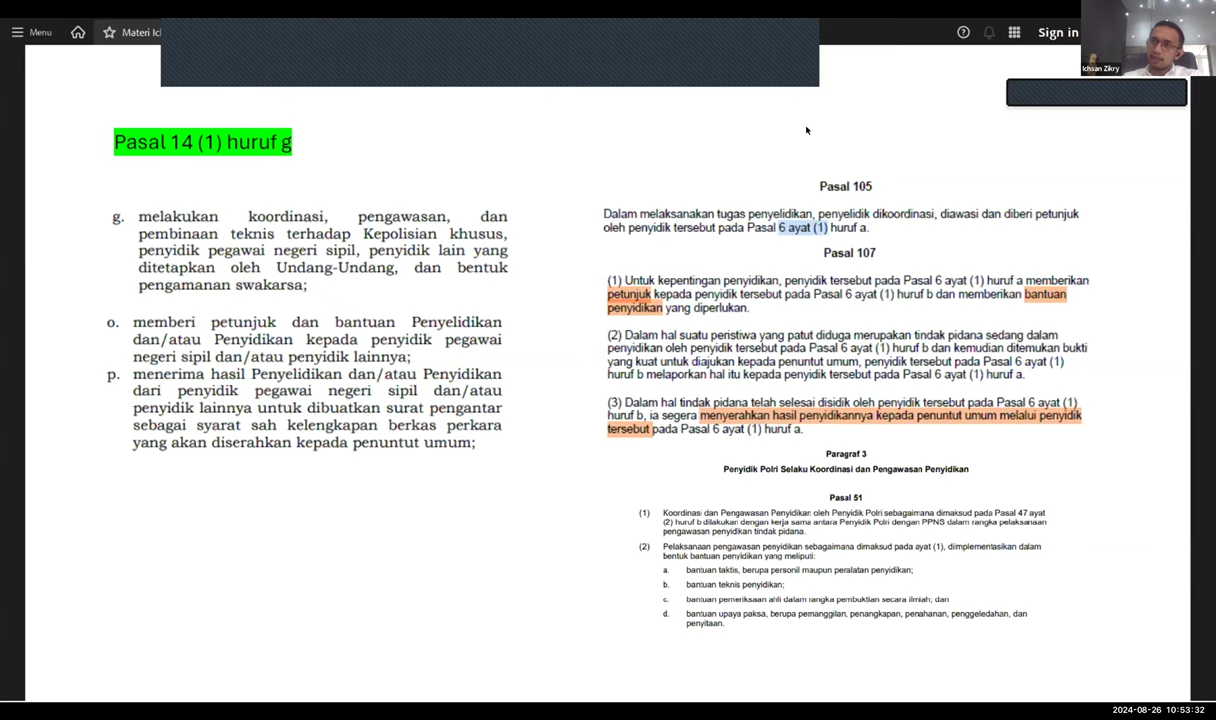 Menu
Materi Ich
Sign in
Ichsan Zikry
Pasal 14 (1) huruf g
g. melakukan koordinasi, pengawasan, dan
pembinaan teknis terhadap Kepolisian khusus,
penyidik pegawai negeri sipil, penyidik lain yang
ditetapkan oleh Undang-Undang, dan bentuk
pengamanan swakarsa;
o. memberi petunjuk dan bantuan Penyelidikan
dan/atau Penyidikan kepada penyidik pegawai
negeri sipil dan/atau penyidik lainnya;
p. menerima hasil Penyelidikan dan/atau Penyidikan
dari penyidik pegawai negeri sipil dan/atau
penyidik lainnya untuk dibuatkan surat pengantar
sebagai syarat sah kelengkapan berkas perkara
yang akan diserahkan kepada penuntut umum;
Pasal 105
Dalam melaksanakan tugas penyelidikan, penyelidik dikoordinasi, diawasi dan diberi petunjuk
oleh penyidik tersebut pada Pasal 6 ayat (1) huruf a.
Pasal 107
(1) Untuk kepentingan penyidikan, penyidik tersebut pada Pasal 6 ayat (1) huruf a memberikan
petunjuk kepada penyidik tersebut pada Pasal 6 ayat (1) huruf b dan memberikan bantuan
penyidikan yang diperlukan.
(2) Dalam hal suatu peristiwa yang patut diduga merupakan tindak pidana sedang dalam
penyidikan oleh penyidik tersebut pada Pasal 6 ayat (1) huruf b dan kemudian ditemukan bukti
yang kuat untuk diajukan kepada penuntut umum, penyidik tersebut pada Pasal 6 ayat (1)
huruf b melaporkan hal itu kepada penyidik tersebut pada Pasal 6 ayat (1) huruf a.
(3) Dalam hal tindak pidana telah selesai disidik oleh penyidik tersebut pada Pasal 6 ayat (1)
huruf b, ia segera menyerahkan hasil penyidikannya kepada penuntut umum melalui penyidik
tersebut pada Pasal 6 ayat (1) huruf a.
Paragraf 3
Penyidik Polri Selaku Koordinasi dan Pengawasan Penyidikan
Pasal 51
(1) Koordinasi dan Pengawasan Penyidikan oleh Penyidik Polri sebagaimana dimaksud pada Pasal 47 ayat
(2) huruf b dilakukan dengan kerja sama antara Penyidik Polri dengan PPNS dalam rangka pelaksanaan
pengawasan penyidikan tindak pidana.
(2) Pelaksanaan pengawasan penyidikan sebagaimana dimaksud pada ayat (1), diimplementasikan dalam
bentuk bantuan penyidikan yang meliputi:
a. bantuan taktis, berupa personil maupun peralatan penyidikan;
b. bantuan teknis penyidikan;
c. bantuan pemeriksaan ahli dalam rangka pembuktian secara ilmiah; dan
d. bantuan upaya paksa, berupa pemanggilan, penangkapan, penahanan, penggeledahan, dan
penyitaan.
2024-08-26 10:53:32